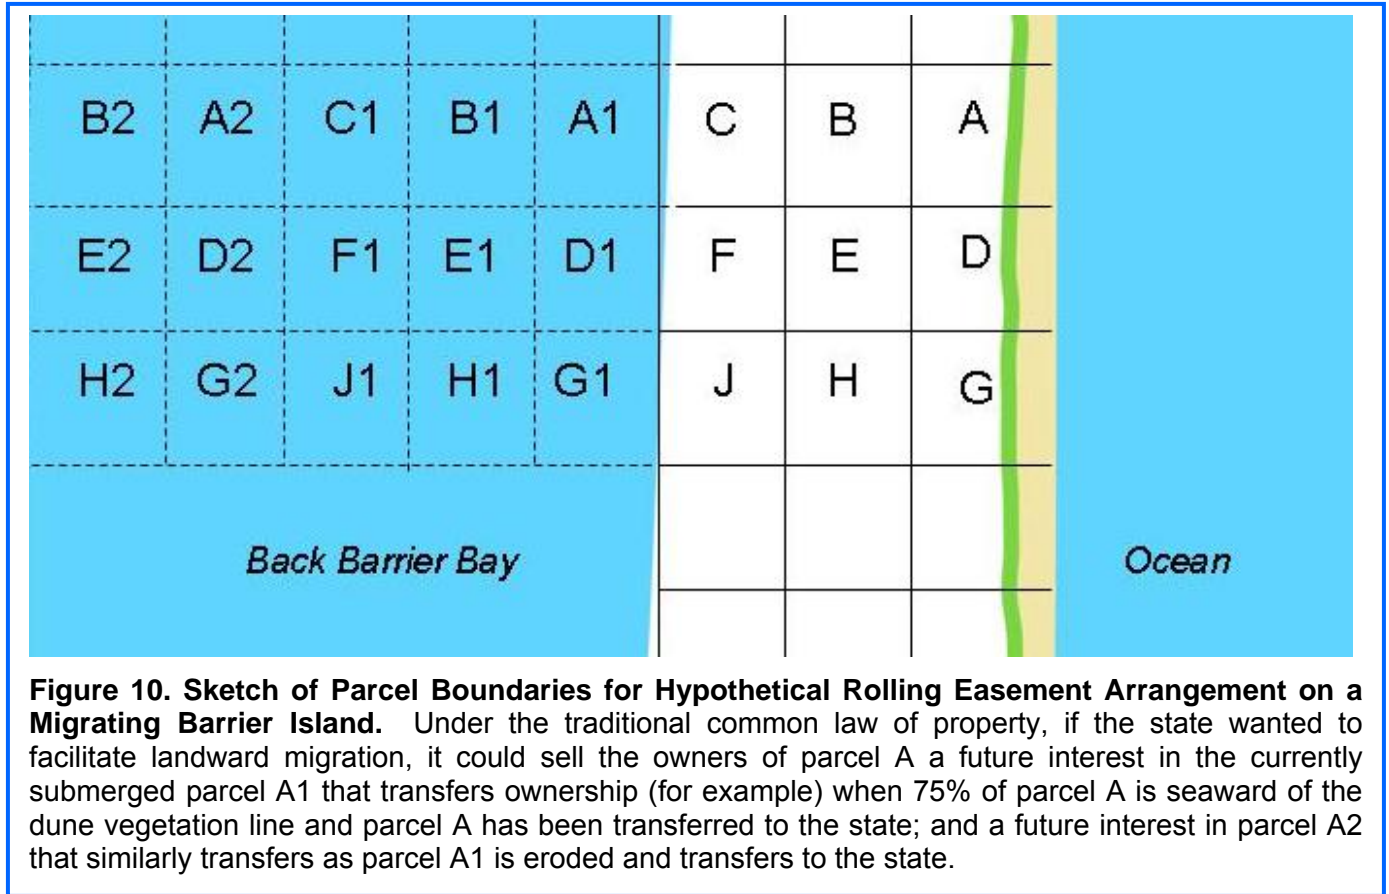 B2 A2 C1 B1 A1 C B A
E2 D2 F1 E1 D1 F E D
H2 G2 J1 H1 G1 J H G
Back Barrier Bay Ocean
Figure 10. Sketch of Parcel Boundaries for Hypothetical Rolling Easement Arrangement on a
Migrating Barrier Island. Under the traditional common law of property, if the state wanted to
facilitate landward migration, it could sell the owners of parcel A a future interest in the currently
submerged parcel A1 that transfers ownership (for example) when 75% of parcel A is seaward of the
dune vegetation line and parcel A has been transferred to the state; and a future interest in parcel A2
that similarly transfers as parcel A1 is eroded and transfers to the state.